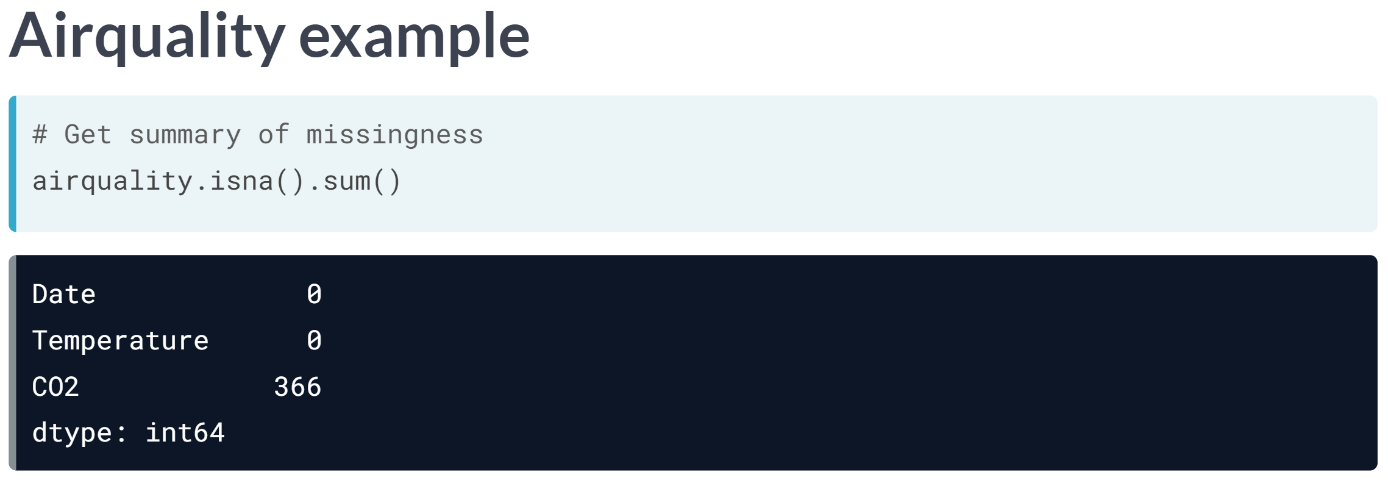 Airquality example
# Get summary of missingness
airquality.isna().sum()
Date 0
Temperature 0
CO2 366
dtype: int64